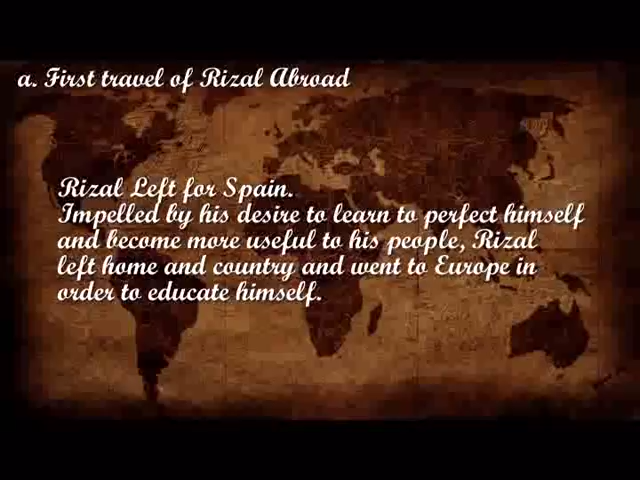 a. First travel of Rizal Abroad
Rizal Left for Spain.
Impelled by his desire to learn to perfect himself
and become more useful to his people, Rizal
left home and country and went to Europe in
order to educate himself.